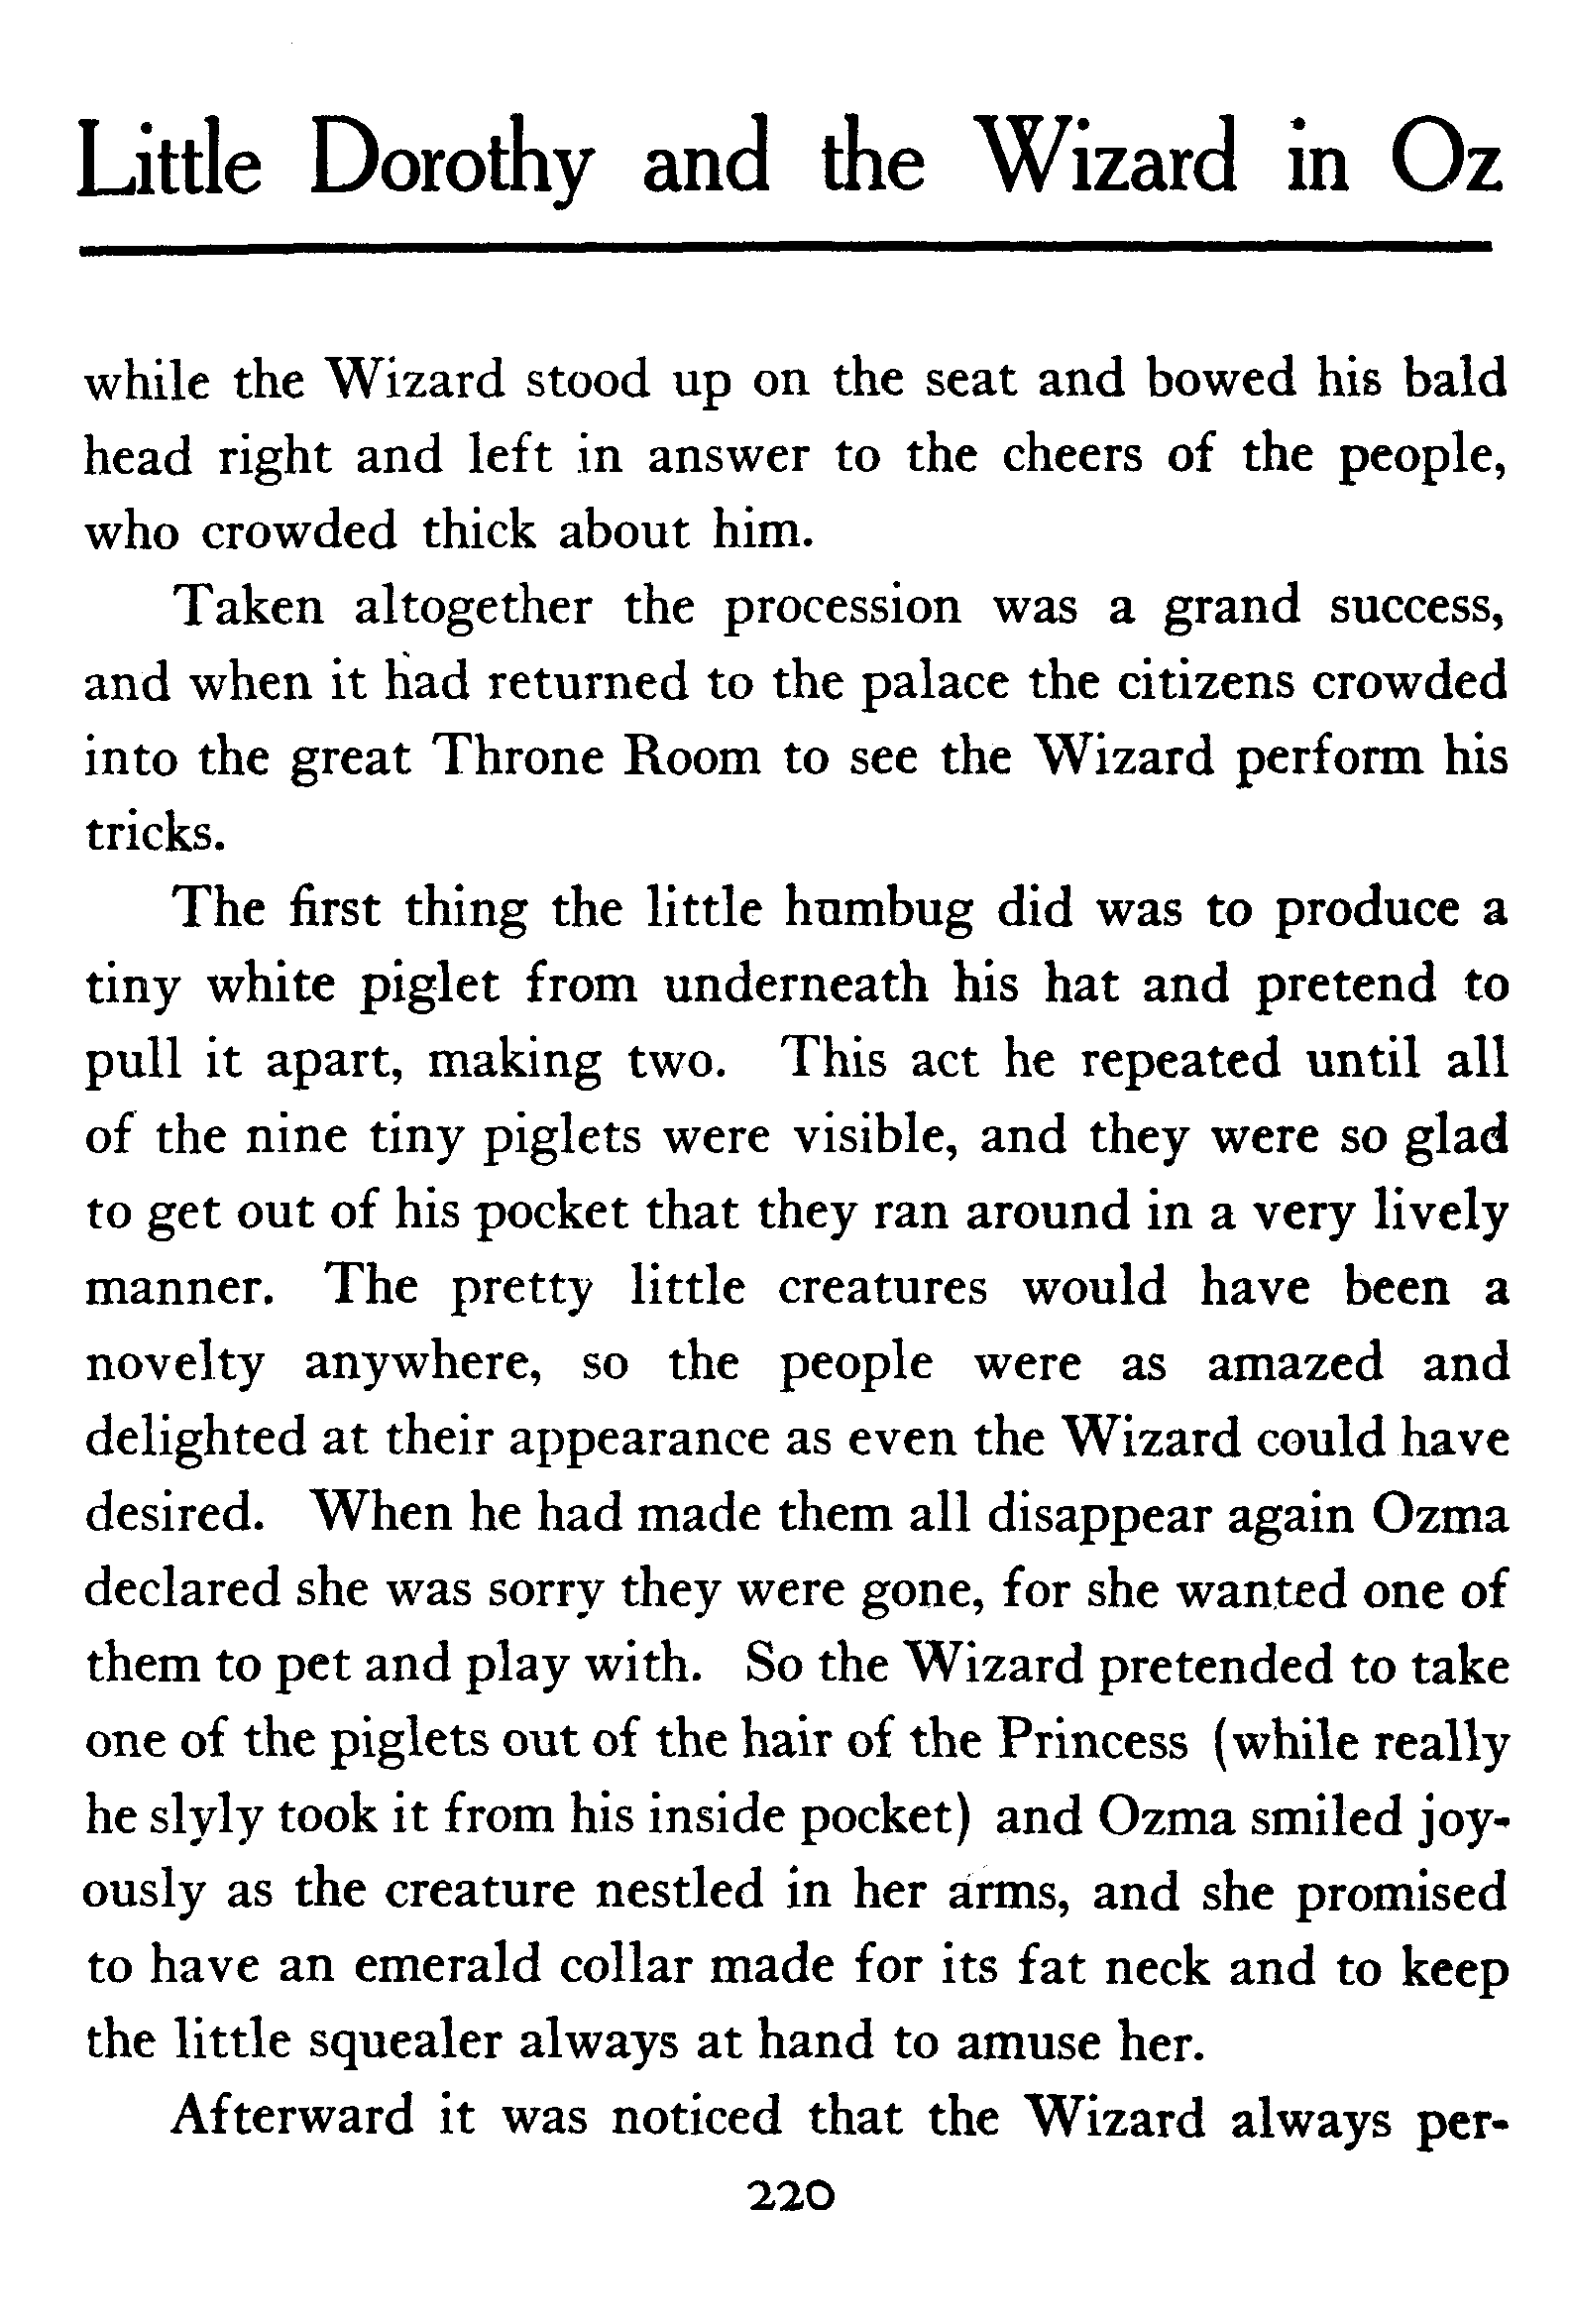 Little Dorothy and the Wizard in Oz
while the Wizard stood up on the seat and bowed his bald
head right and left in answer to the cheers of the people,
who crowded thick about him.
Taken altogether the procession was a grand success,
and when it had returned to the palace the citizens crowded
into the great Throne Room to see the Wizard perform his
tricks.
The first thing the little humbug did was to produce a
tiny white piglet from underneath his hat and pretend to
pull it apart, making two. This act he repeated until all
of the nine tiny piglets were visible, and they were so glad
to get out of his pocket that they ran around in a very lively
manner. The pretty little creatures would have been a
novelty anywhere, so the people were as amazed and
delighted at their appearance as even the Wizard could have
desired. When he had made them all disappear again Ozma
declared she was sorry they were gone, for she wanted one of
them to pet and play with. So the Wizard pretended to take
one of the piglets out of the hair of the Princess (while really
he slyly took it from his inside pocket) and Ozma smiled joy-
ously as the creature nestled in her arms, and she promised
to have an emerald collar made for its fat neck and to keep
the little squealer always at hand to amuse her.
Afterward it was noticed that the Wizard always per-
220